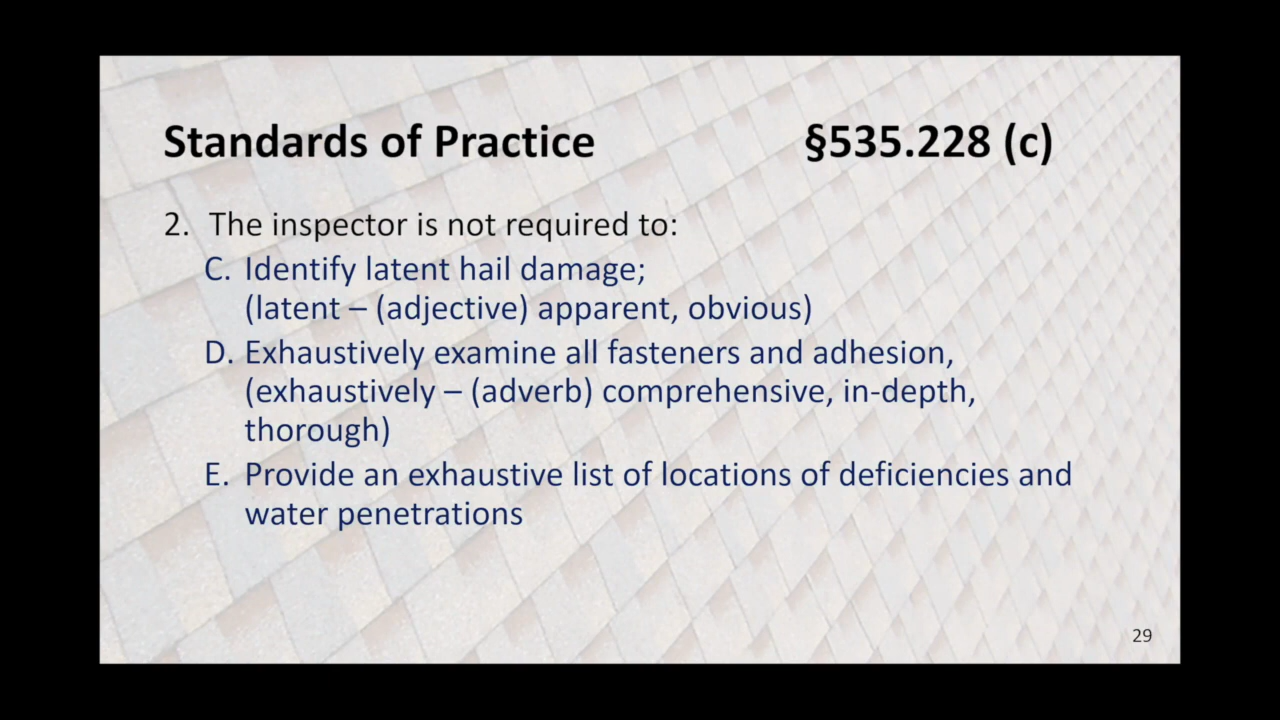 Standards of Practice §535.228 (c)
2. The inspector is not required to:
C. Identify latent hail damage;
(latent – (adjective) apparent, obvious)
D. Exhaustively examine all fasteners and adhesion,
(exhaustively – (adverb) comprehensive, in-depth,
thorough)
E. Provide an exhaustive list of locations of deficiencies and
water penetrations
29